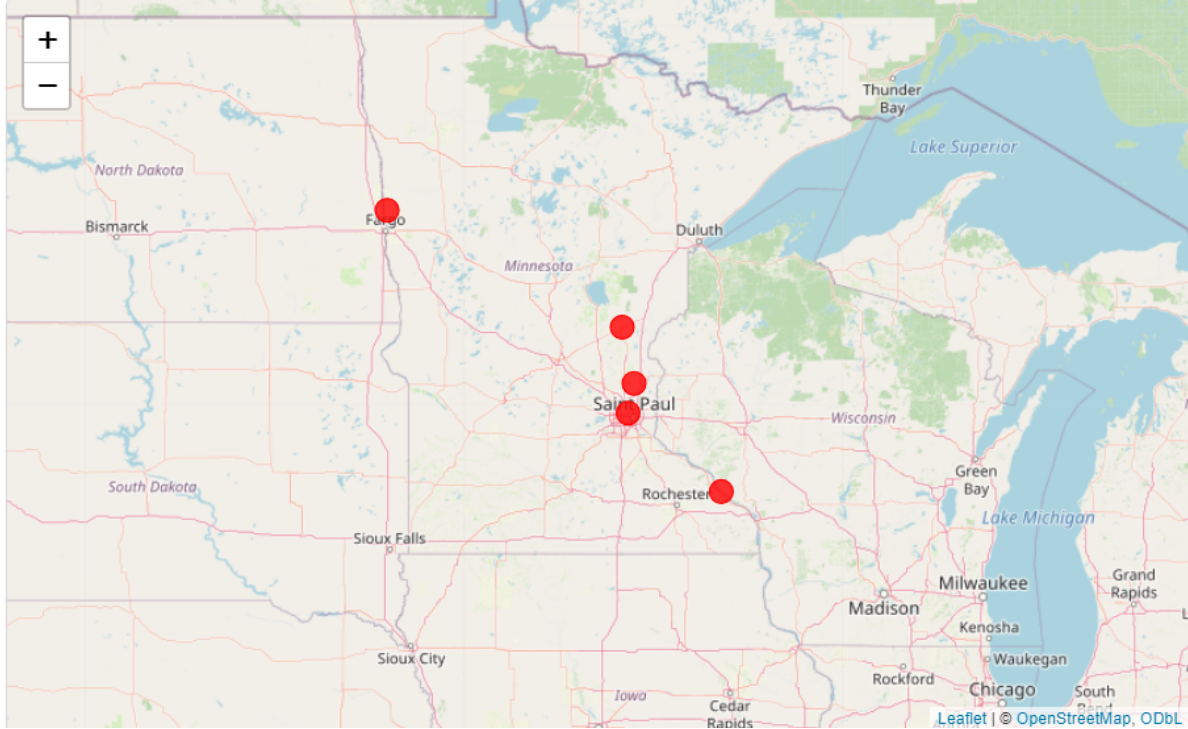 +
−
Thunder
Bay
Lake Superior
North Dakota
Bismarck
Fargo
Duluth
Minnesota
Saint Paul
Wisconsin
Green
Bay
South Dakota
Rochester
Lake Michigan
Sioux Falls
Grand
Rapids
Milwaukee
Madison
Kenosha
Sioux City
Waukegan
Rockford
Chicago
South
Bend
Iowa
Cedar
Rapids
Leaflet | © OpenStreetMap, ODbL